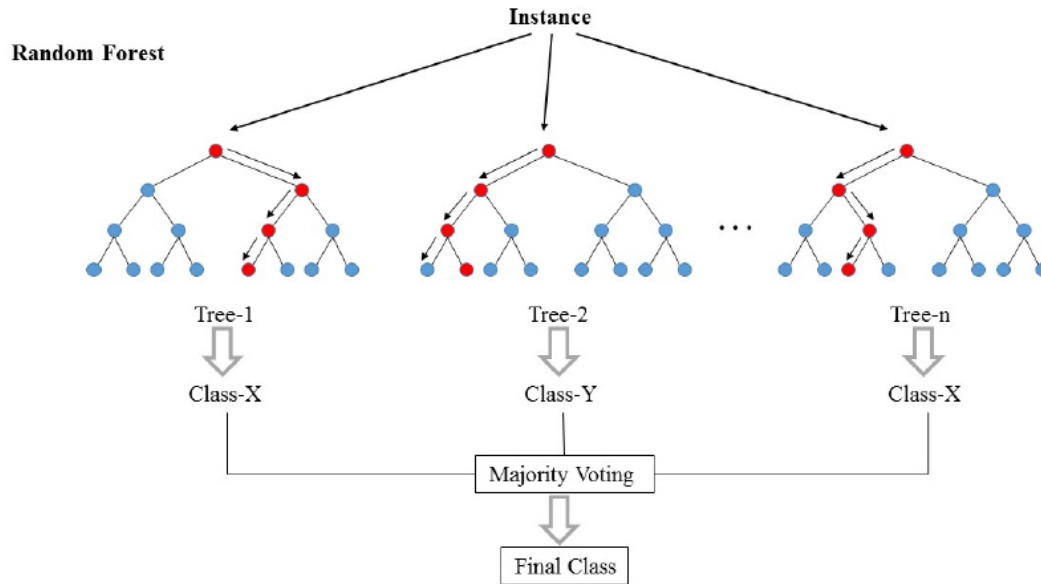 Instance
Random Forest
. . .
Tree-1
Tree-2
Tree-n
Class-X
Class-Y
Class-X
Majority Voting
Final Class